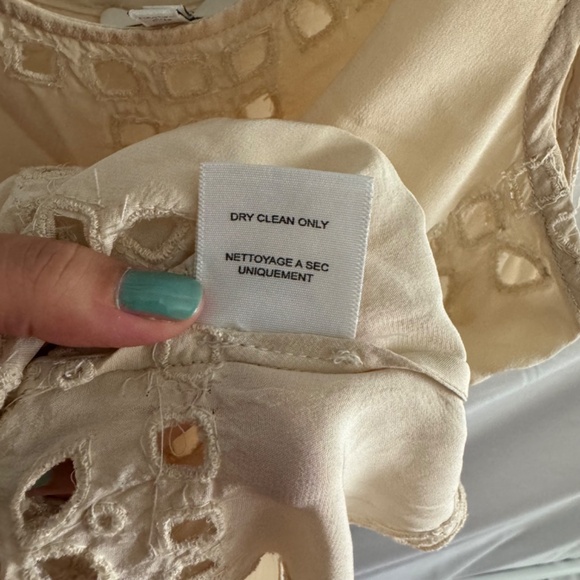 DRY CLEAN ONLY
NETTOYAGE A SEC
UNIQUEMENT